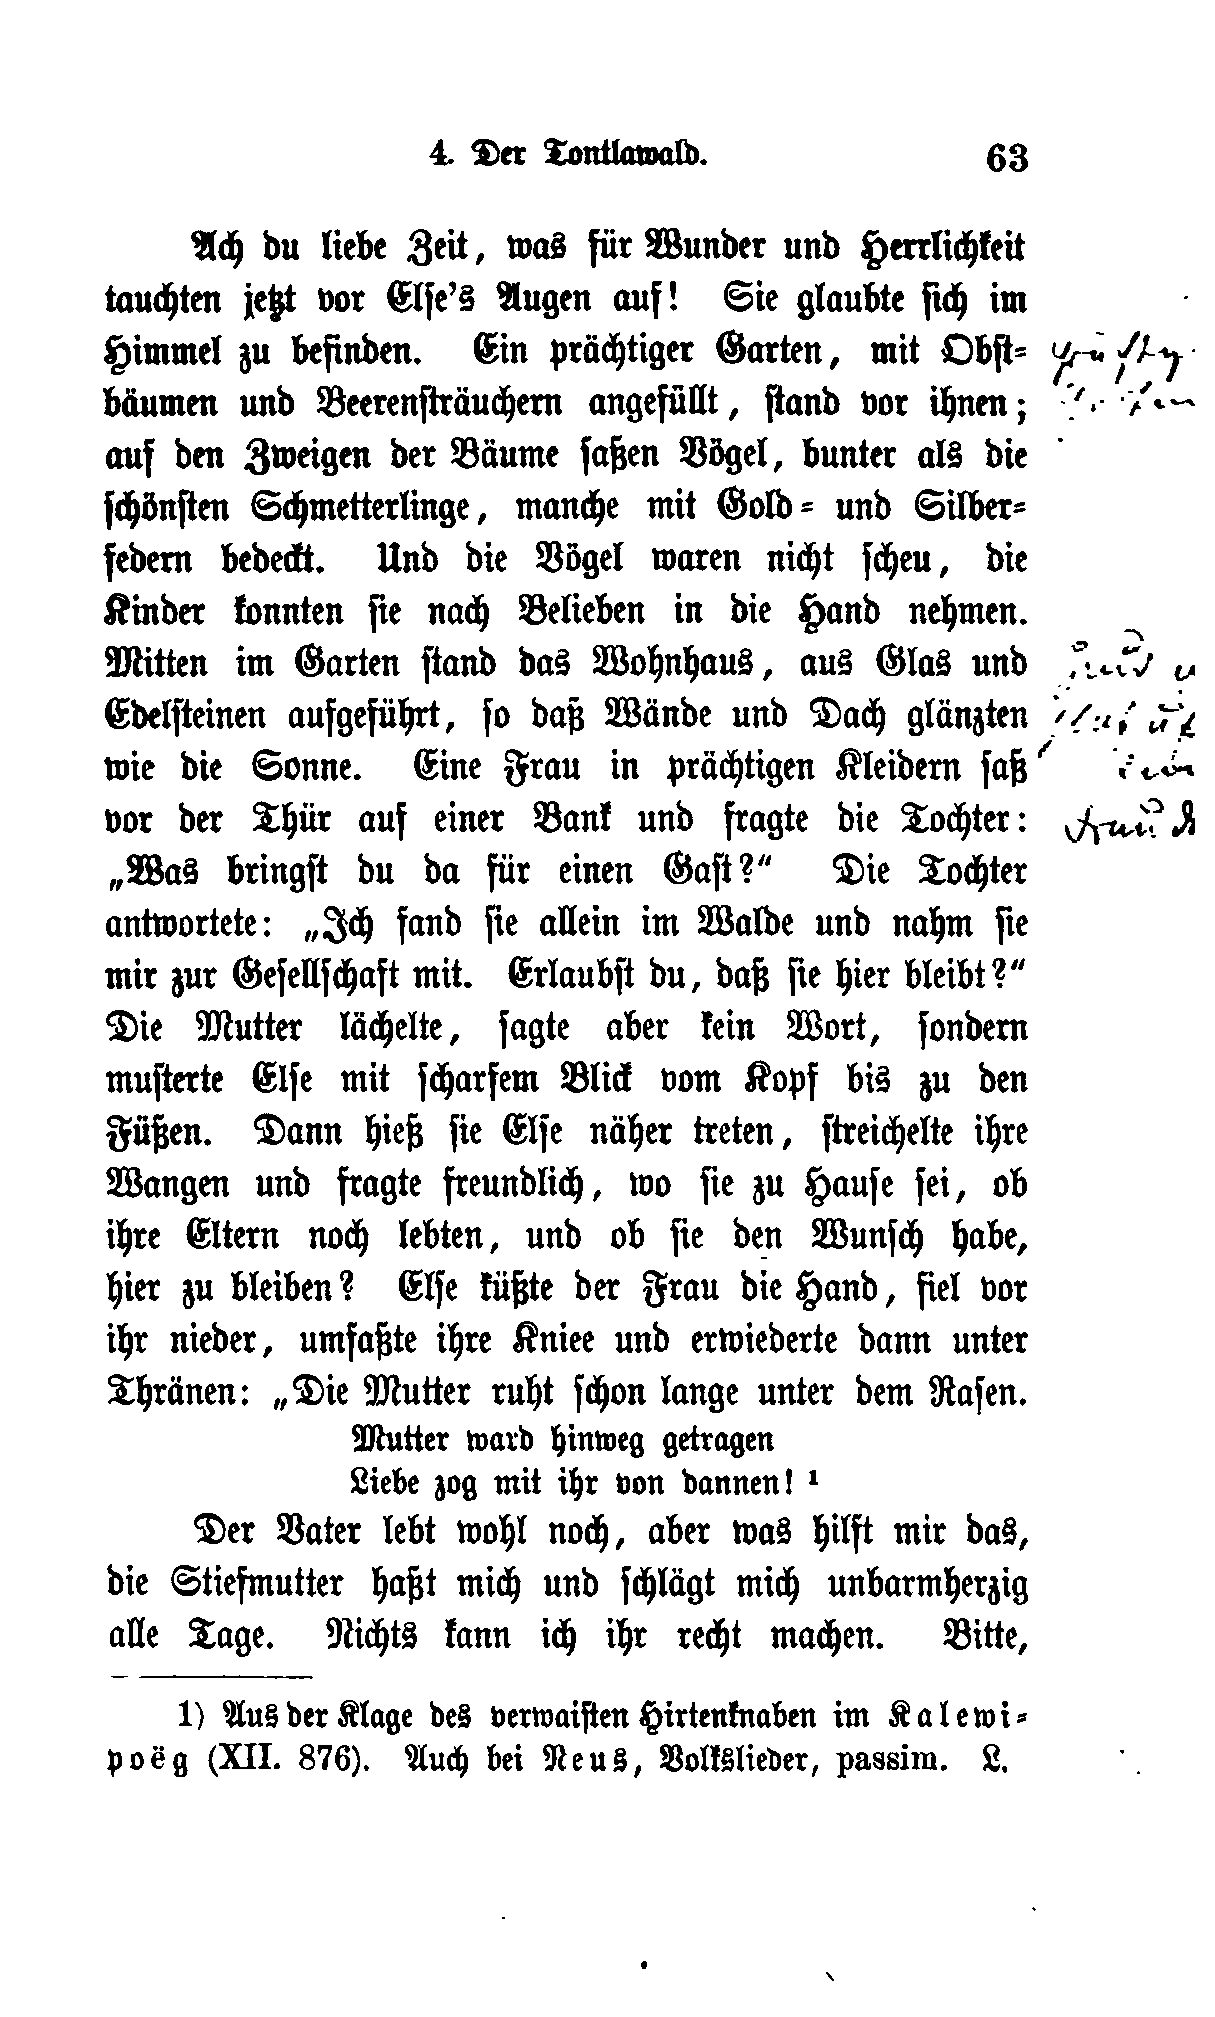 4. Der Tontlawald.
63
Ach du liebe Zeit, was für Wunder und Herrlichkeit
tauchten jetzt vor Else's Augen auf! Sie glaubte sich im
Himmel zu befinden. Ein prächtiger Garten, mit Obst=
bäumen und Beerensträuchern angefüllt, stand vor ihnen;
auf den Zweigen der Bäume saßen Vögel, bunter als die
schönsten Schmetterlinge, manche mit Gold= und Silber=
federn bedeckt. Und die Vögel waren nicht scheu, die
Kinder konnten sie nach Belieben in die Hand nehmen.
Mitten im Garten stand das Wohnhaus, aus Glas und
Edelsteinen aufgeführt, so daß Wände und Dach glänzten
wie die Sonne. Eine Frau in prächtigen Kleidern saß
vor der Thür auf einer Bank und fragte die Tochter:
„Was bringst du da für einen Gast?“ Die Tochter
antwortete: „Ich fand sie allein im Walde und nahm sie
mir zur Gesellschaft mit. Erlaubst du, daß sie hier bleibt?“
Die Mutter lächelte, sagte aber kein Wort, sondern
musterte Else mit scharfem Blick vom Kopf bis zu den
Füßen. Dann hieß sie Else näher treten, streichelte ihre
Wangen und fragte freundlich, wo sie zu Hause sei, ob
ihre Eltern noch lebten, und ob sie den Wunsch habe,
hier zu bleiben? Else küßte der Frau die Hand, fiel vor
ihr nieder, umfaßte ihre Kniee und erwiederte dann unter
Thränen: „Die Mutter ruht schon lange unter dem Rasen.
Mutter ward hinweg getragen
Liebe zog mit ihr von dannen! ¹
Der Vater lebt wohl noch, aber was hilft mir das,
die Stiefmutter haßt mich und schlägt mich unbarmherzig
alle Tage. Nichts kann ich ihr recht machen. Bitte,
1) Aus der Klage des verwaisten Hirtenknaben im Kalewi=
poëg (XII. 876). Auch bei Neus, Volkslieder, passim. L.